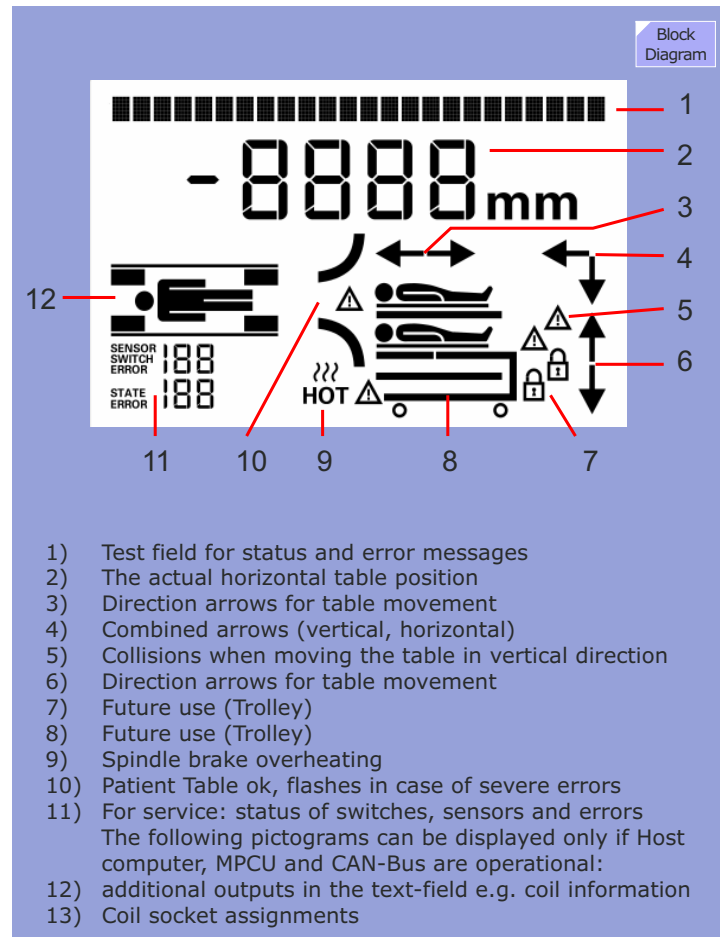 Block
Diagram
1
-8888mm
2
3
4
12
5
SENSOR
SWITCH
ERROR 188
6
STATE
ERROR 188
HOT
11
10
9
8
7
1) Test field for status and error messages
2) The actual horizontal table position
3) Direction arrows for table movement
4) Combined arrows (vertical, horizontal)
5) Collisions when moving the table in vertical direction
6) Direction arrows for table movement
7) Future use (Trolley)
8) Future use (Trolley)
9) Spindle brake overheating
10) Patient Table ok, flashes in case of severe errors
11) For service: status of switches, sensors and errors
The following pictograms can be displayed only if Host
computer, MPCU and CAN-Bus are operational:
12) additional outputs in the text-field e.g. coil information
13) Coil socket assignments